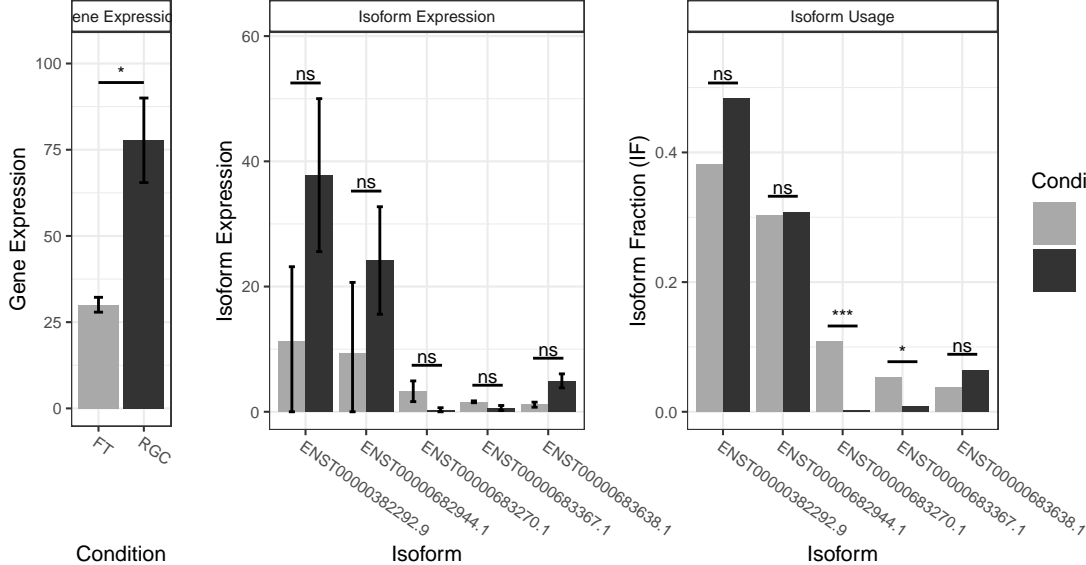 ene Expressio
Gene Expression
100
75
50
25
0
*
FT
RGC
Condition
Isoform Expression
Isoform Expression
60
40
20
0
ns
ns
ns
ns
ns
ENST00000382292.9
ENST00000682944.1
ENST00000683270.1
ENST00000683367.1
ENST00000683638.1
Isoform
Isoform Usage
Isoform Fraction (IF)
0.4
0.2
0.0
ns
ns
***
*
ns
ENST00000382292.9
ENST00000682944.1
ENST00000683270.1
ENST00000683367.1
ENST00000683638.1
Isoform
Condi